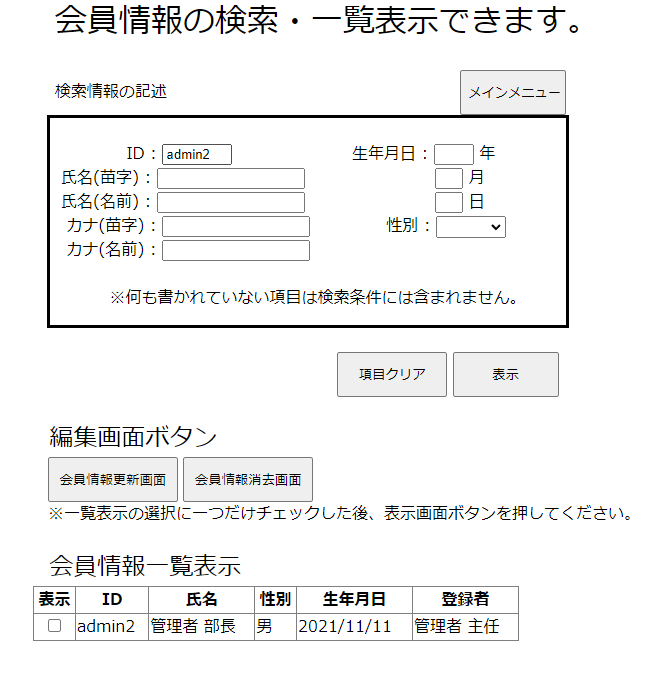 会員情報の検索・一覧表示できます。
検索情報の記述
メインメニュー
ID : admin2 生年月日 : 年
氏名(苗字) : 月
氏名(名前) : 日
カナ(苗字) : 性別 :
カナ(名前) :
※何も書かれていない項目は検索条件には含まれません。
項目クリア 表示
編集画面ボタン
会員情報更新画面 会員情報消去画面
※一覧表示の選択に一つだけチェックした後、表示画面ボタンを押してください。
会員情報一覧表示
表示 ID 氏名 性別 生年月日 登録者
admin2 管理者 部長 男 2021/11/11 管理者 主任